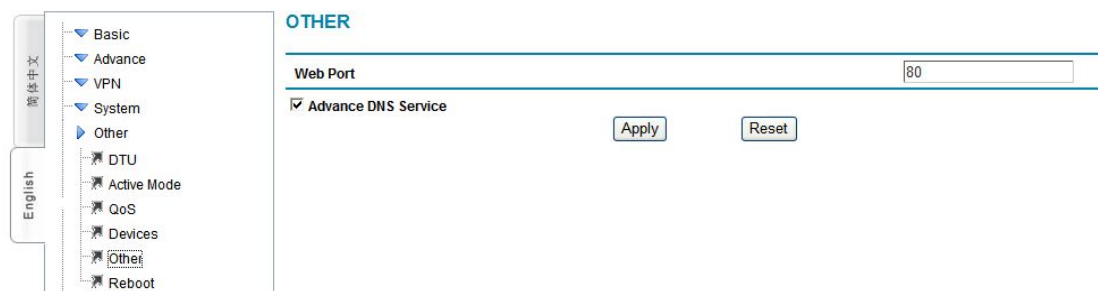 简体中文
English
Basic
Advance
VPN
System
Other
DTU
Active Mode
QoS
Devices
Other
Reboot
OTHER
Web Port 80
Advance DNS Service
Apply Reset